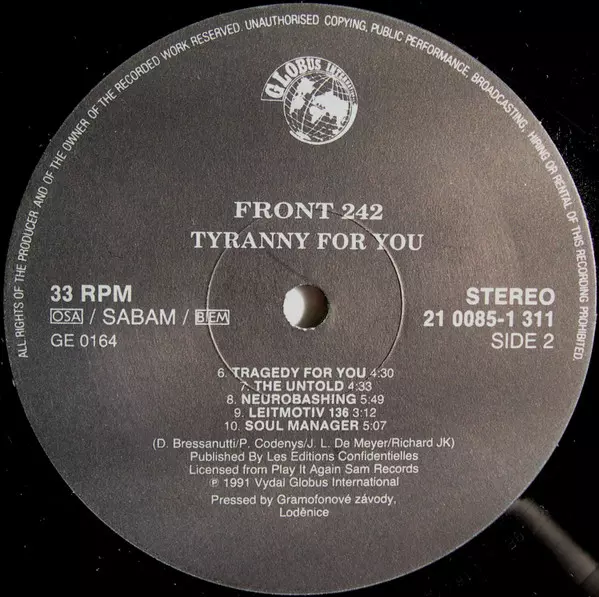 ALL RIGHTS OF THE PRODUCER AND OF THE OWNER OF THE RECORDED WORK RESERVED. UNAUTHORISED COPYING, PUBLIC PERFORMANCE, BROADCASTING, HIRING OR RENTAL OF THIS RECORDING PROHIBITED.
GLOBUS INTERNATIONAL
FRONT 242
TYRANNY FOR YOU
33 RPM
OSA / SABAM / BIEM
GE 0164
STEREO
21 0085-1 311
SIDE 2
6. TRAGEDY FOR YOU 4:30
7. THE UNTOLD 4:33
8. NEUROBASHING 5:49
9. LEITMOTIV 136 3:12
10. SOUL MANAGER 5:07
(D. Bressanutti/P. Codenys/J. L. De Meyer/Richard JK)
Published By Les Editions Confidentielles
Licensed from Play It Again Sam Records
℗ 1991 Vydal Globus International
Pressed by Gramofonové závody,
Loděnice